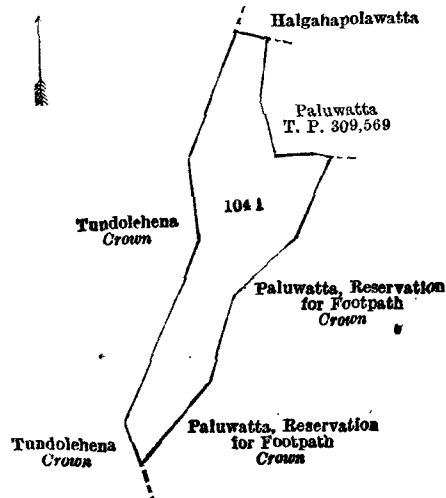 Halgahapolawatta
Paluwatta
T. P. 309,569
104 1
Tundolehena
Crown
Paluwatta, Reservation
for Footpath
Crown
Paluwatta, Reservation
for Footpath
Crown
Tundolehena
Crown